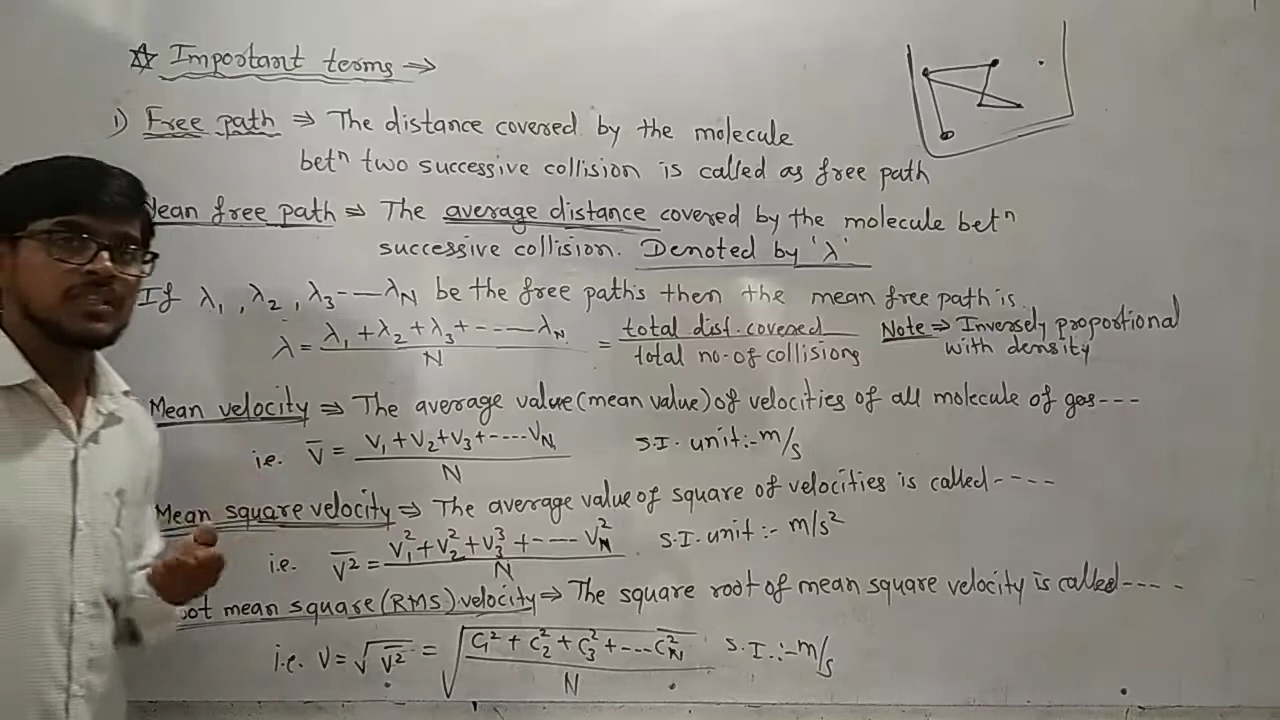 ☆ Important terms →
1) Free path ⇒ The distance covered by the molecule
betⁿ two successive collision is called as free path
Mean free path ⇒ The average distance covered by the molecule betⁿ
successive collision. Denoted by 'λ'
If λ₁, λ₂, λ₃---λN be the free paths then the mean free path is
λ = λ₁+λ₂+λ₃+-----λN / N = total dist. covered / total no. of collisions
Note ⇒ Inversely proportional
with density
Mean velocity ⇒ The average value (mean value) of velocities of all molecule of gas---
i.e. v̅ = V₁+V₂+V₃+----VN / N S.I. unit:- m/s
Mean square velocity ⇒ The average value of square of velocities is called----
i.e. v̅² = V₁²+V₂²+V₃³+----VN² / N S.I. unit:- m/s²
oot mean square (RMS) velocity ⇒ The square root of mean square velocity is called----
i.e. V = √v̅² = √(C₁²+C₂²+C₃²+---CN² / N) S.I.:- m/s